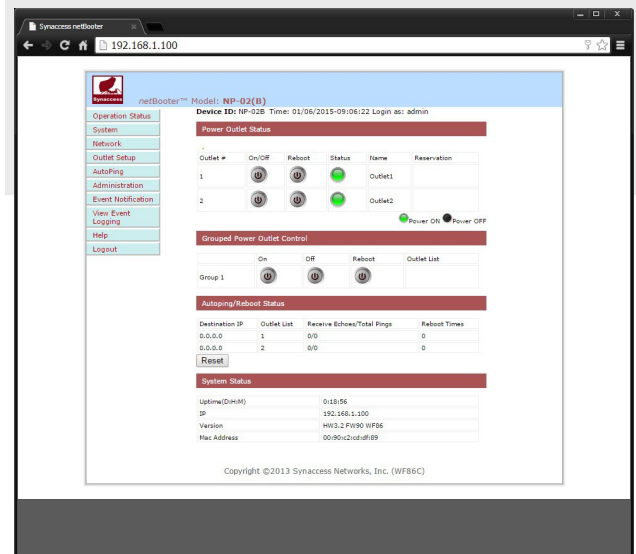 Synaccess netBooter
192.168.1.100
Synaccess
netBooter™ Model: NP-02(B)
Device ID: NP-02B Time: 01/06/2015-09:06:22 Login as: admin
Operation Status
System
Network
Outlet Setup
AutoPing
Administration
Event Notification
View Event
Logging
Help
Logout
Power Outlet Status
Outlet # On/Off Reboot Status Name Reservation
1 Outlet1
2 Outlet2
Power ON Power OFF
Grouped Power Outlet Control
On Off Reboot Outlet List
Group 1
Autoping/Reboot Status
Destination IP Outlet List Receive Echoes/Total Pings Reboot Times
0.0.0.0 1 0/0 0
0.0.0.0 2 0/0 0
Reset
System Status
Uptime(D:H:M) 0:18:56
IP 192.168.1.100
Version HW3.2 FW90 WF86
Mac Address 00:90:c2:cd:df:89
Copyright ©2013 Synaccess Networks, Inc. (WF86C)